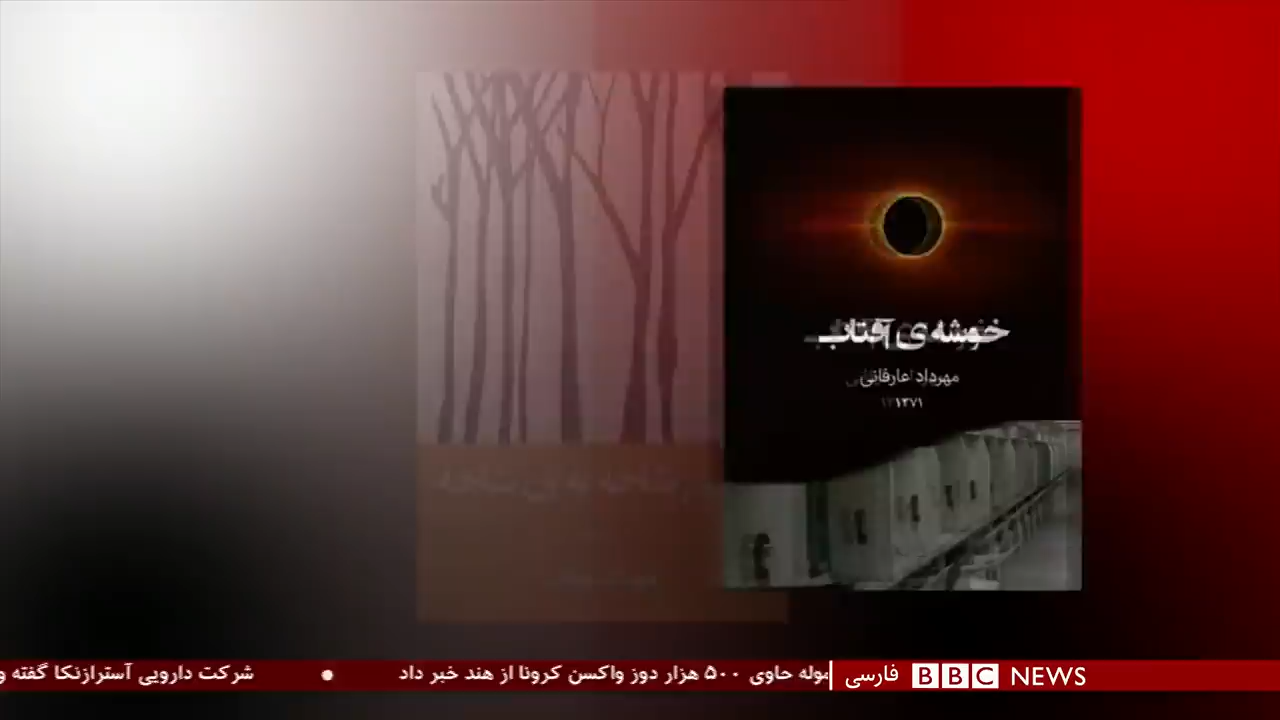 خوشه‌ی آفتاب
مهرداد عارفانی
۱۳۷۱
موله حاوی ۵۰۰ هزار دوز واکسن کرونا از هند خبر داد • شرکت دارویی آسترازنکا گفته و
BBC NEWS فارسی